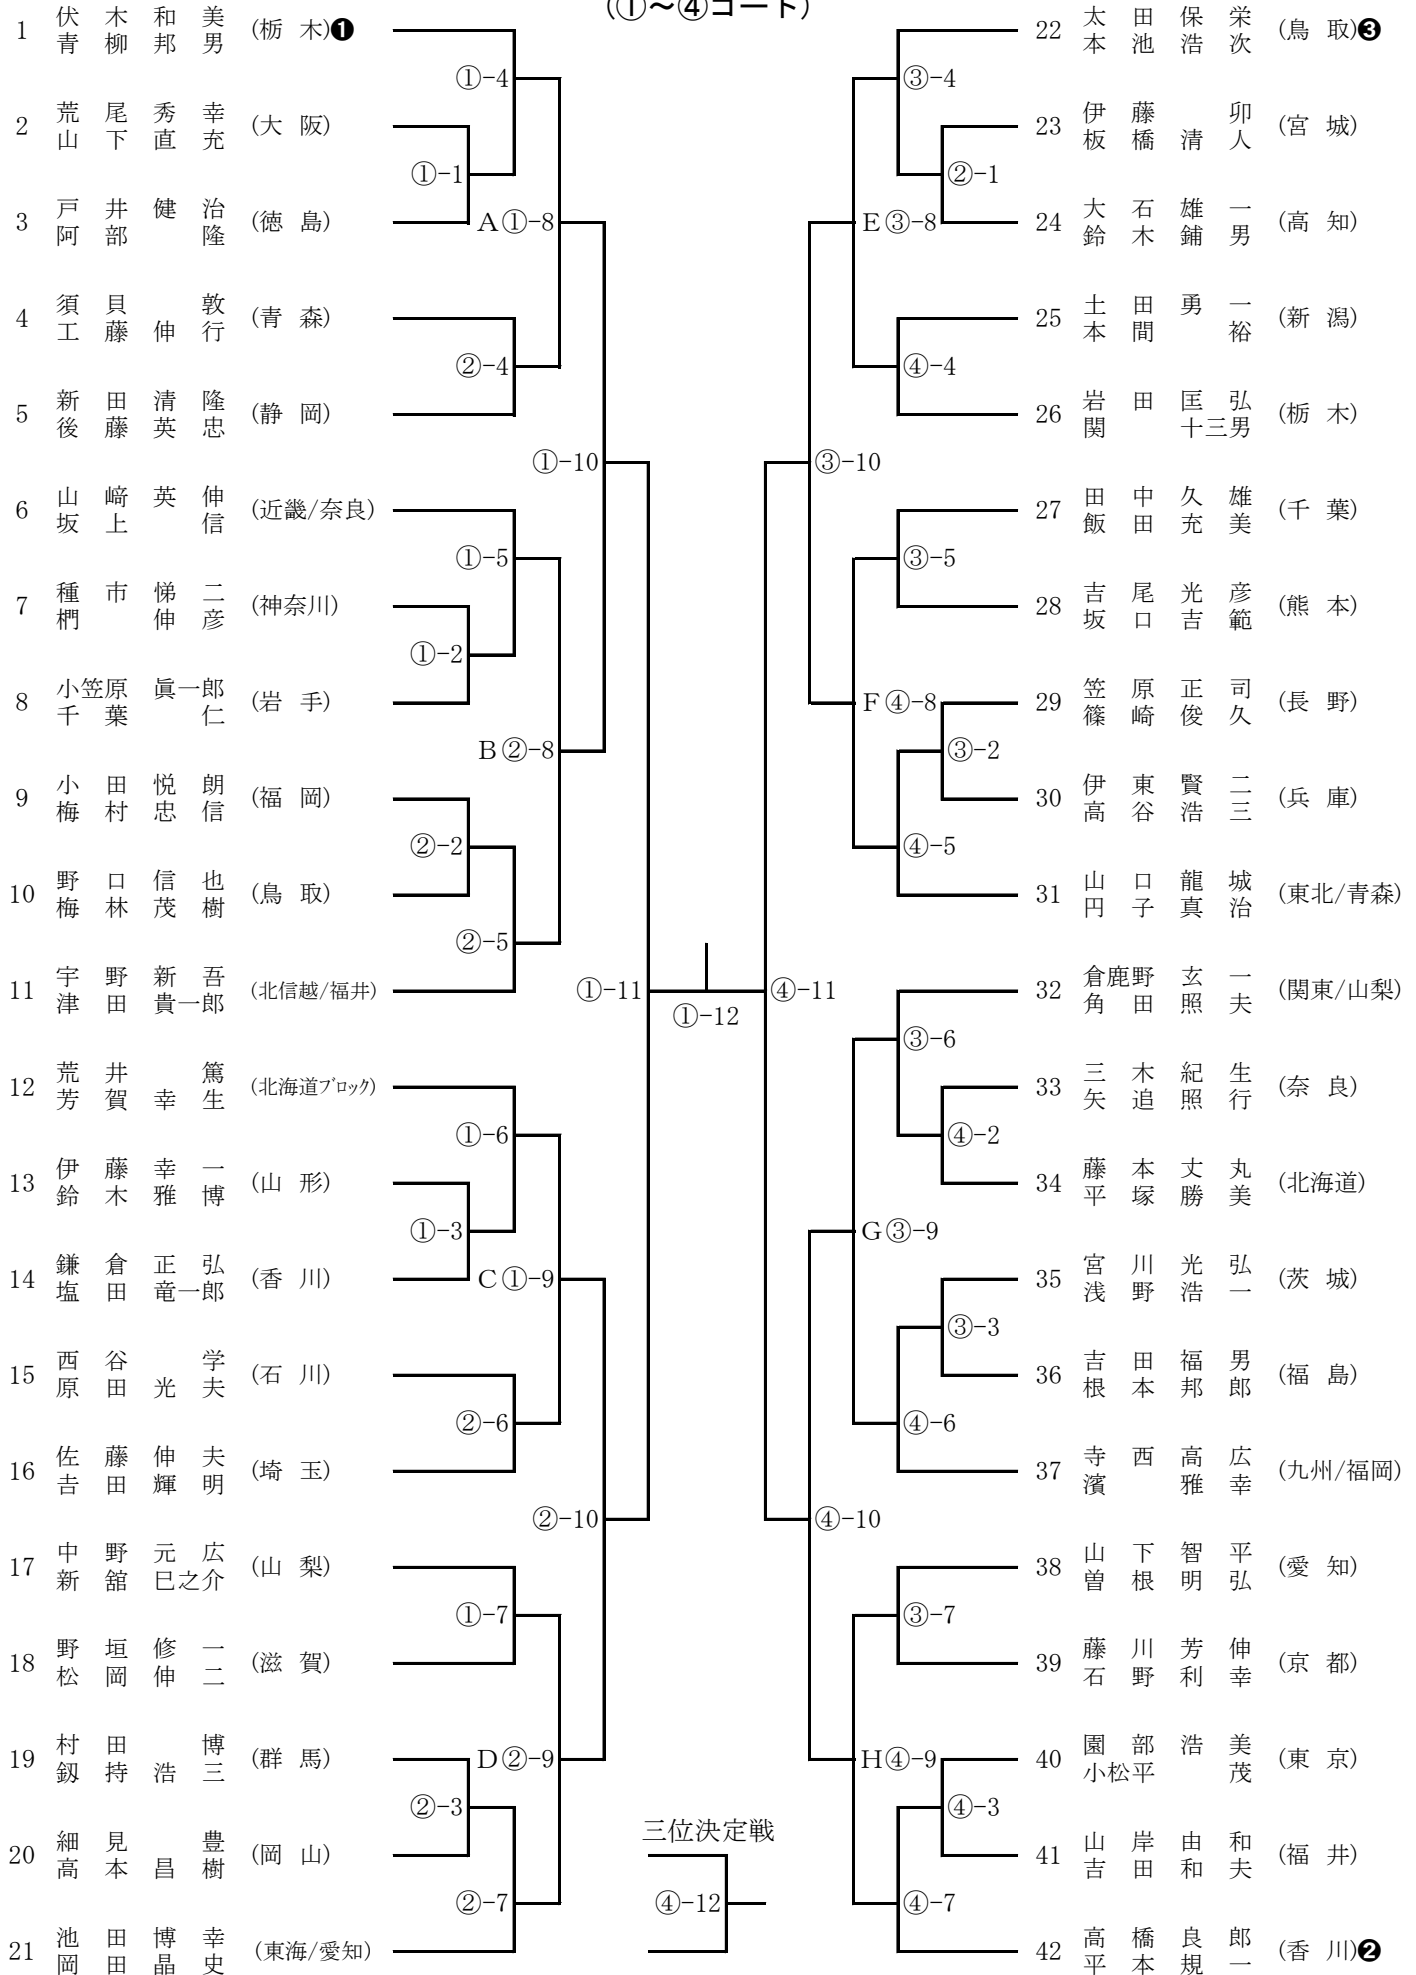 (①～④コート)
1 伏木和美 (栃木)❶
青柳邦男
2 荒尾秀幸 (大阪)
山下直充
3 戸井健治 (徳島)
阿部隆
4 須貝敦 (青森)
工藤伸行
5 新田清隆 (静岡)
後藤英忠
6 山﨑英伸 (近畿/奈良)
坂上信
7 種市悌二 (神奈川)
椚伸彦
8 小笠原眞一郎 (岩手)
千葉仁
9 小田悦朗 (福岡)
梅村忠信
10 野口信也 (鳥取)
梅林茂樹
11 宇野新吾 (北信越/福井)
津田貴一郎
12 荒井篤 (北海道ブロック)
芳賀幸生
13 伊藤幸一 (山形)
鈴木雅博
14 鎌倉正弘 (香川)
塩田竜一郎
15 西谷学 (石川)
原田光夫
16 佐藤伸夫 (埼玉)
吉田輝明
17 中野元広 (山梨)
新舘巳之介
18 野垣修一 (滋賀)
松岡伸二
19 村田博 (群馬)
釼持浩三
20 細見豊 (岡山)
高本昌樹
21 池田博幸 (東海/愛知)
岡田晶史
①-4
①-1
A①-8
②-4
①-10
①-5
①-2
B②-8
②-2
②-5
①-11
①-6
①-3
C①-9
②-6
②-10
①-7
D②-9
②-3
②-7
①-12
三位決定戦
④-12
③-4
②-1
E③-8
④-4
③-10
③-5
F④-8
③-2
④-5
④-11
③-6
④-2
G③-9
③-3
④-6
④-10
③-7
H④-9
④-3
④-7
22 太田保栄 (鳥取)❸
本池浩次
23 伊藤卯 (宮城)
板橋清人
24 大石雄一 (高知)
鈴木鋪男
25 土田勇一 (新潟)
本間裕
26 岩田匡弘 (栃木)
関十三男
27 田中久雄 (千葉)
飯田充美
28 吉尾光彦 (熊本)
坂口吉範
29 笠原正司 (長野)
篠崎俊久
30 伊東賢二 (兵庫)
高谷浩三
31 山口龍城 (東北/青森)
円子真治
32 倉鹿野玄一 (関東/山梨)
角田照夫
33 三木紀生 (奈良)
矢追照行
34 藤本丈丸 (北海道)
平塚勝美
35 宮川光弘 (茨城)
浅野浩一
36 吉田福男 (福島)
根本邦郎
37 寺西高広 (九州/福岡)
濱雅幸
38 山下智平 (愛知)
曽根明弘
39 藤川芳伸 (京都)
石野利幸
40 園部浩美 (東京)
小松平茂
41 山岸由和 (福井)
吉田和夫
42 高橋良郎 (香川)❷
平本規一